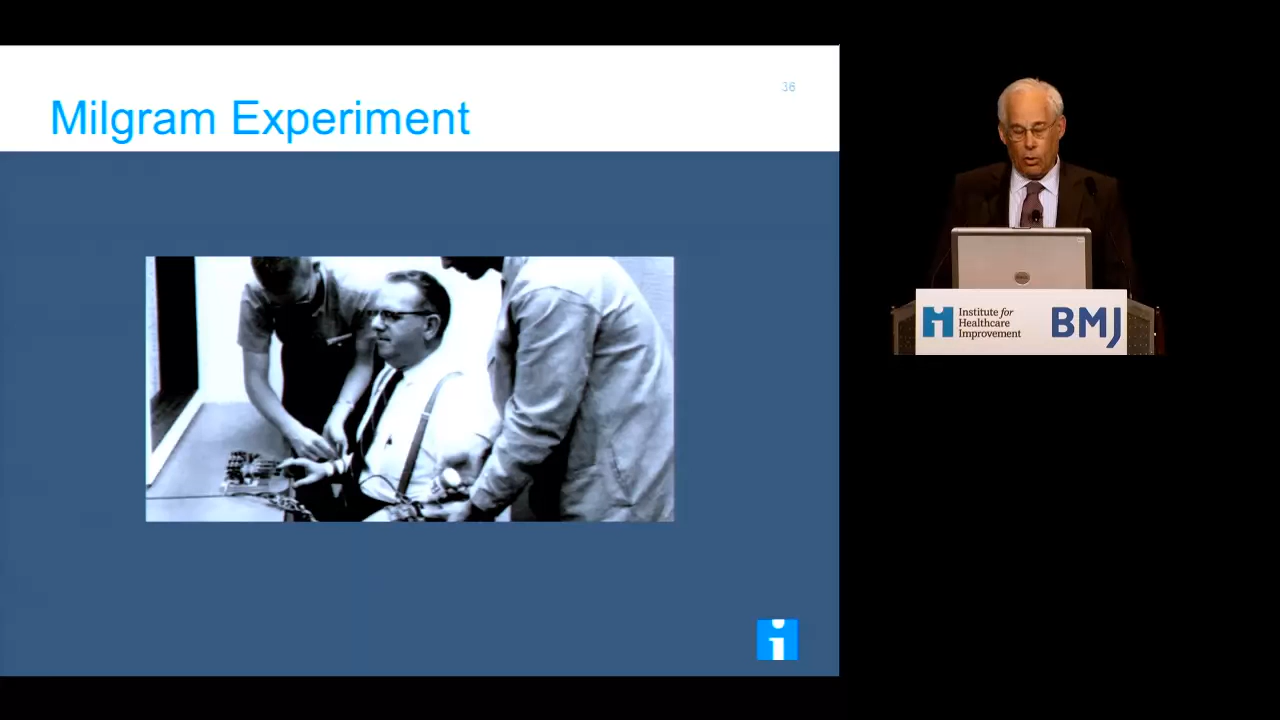 36
Milgram Experiment
Institute for
Healthcare
Improvement
BMJ